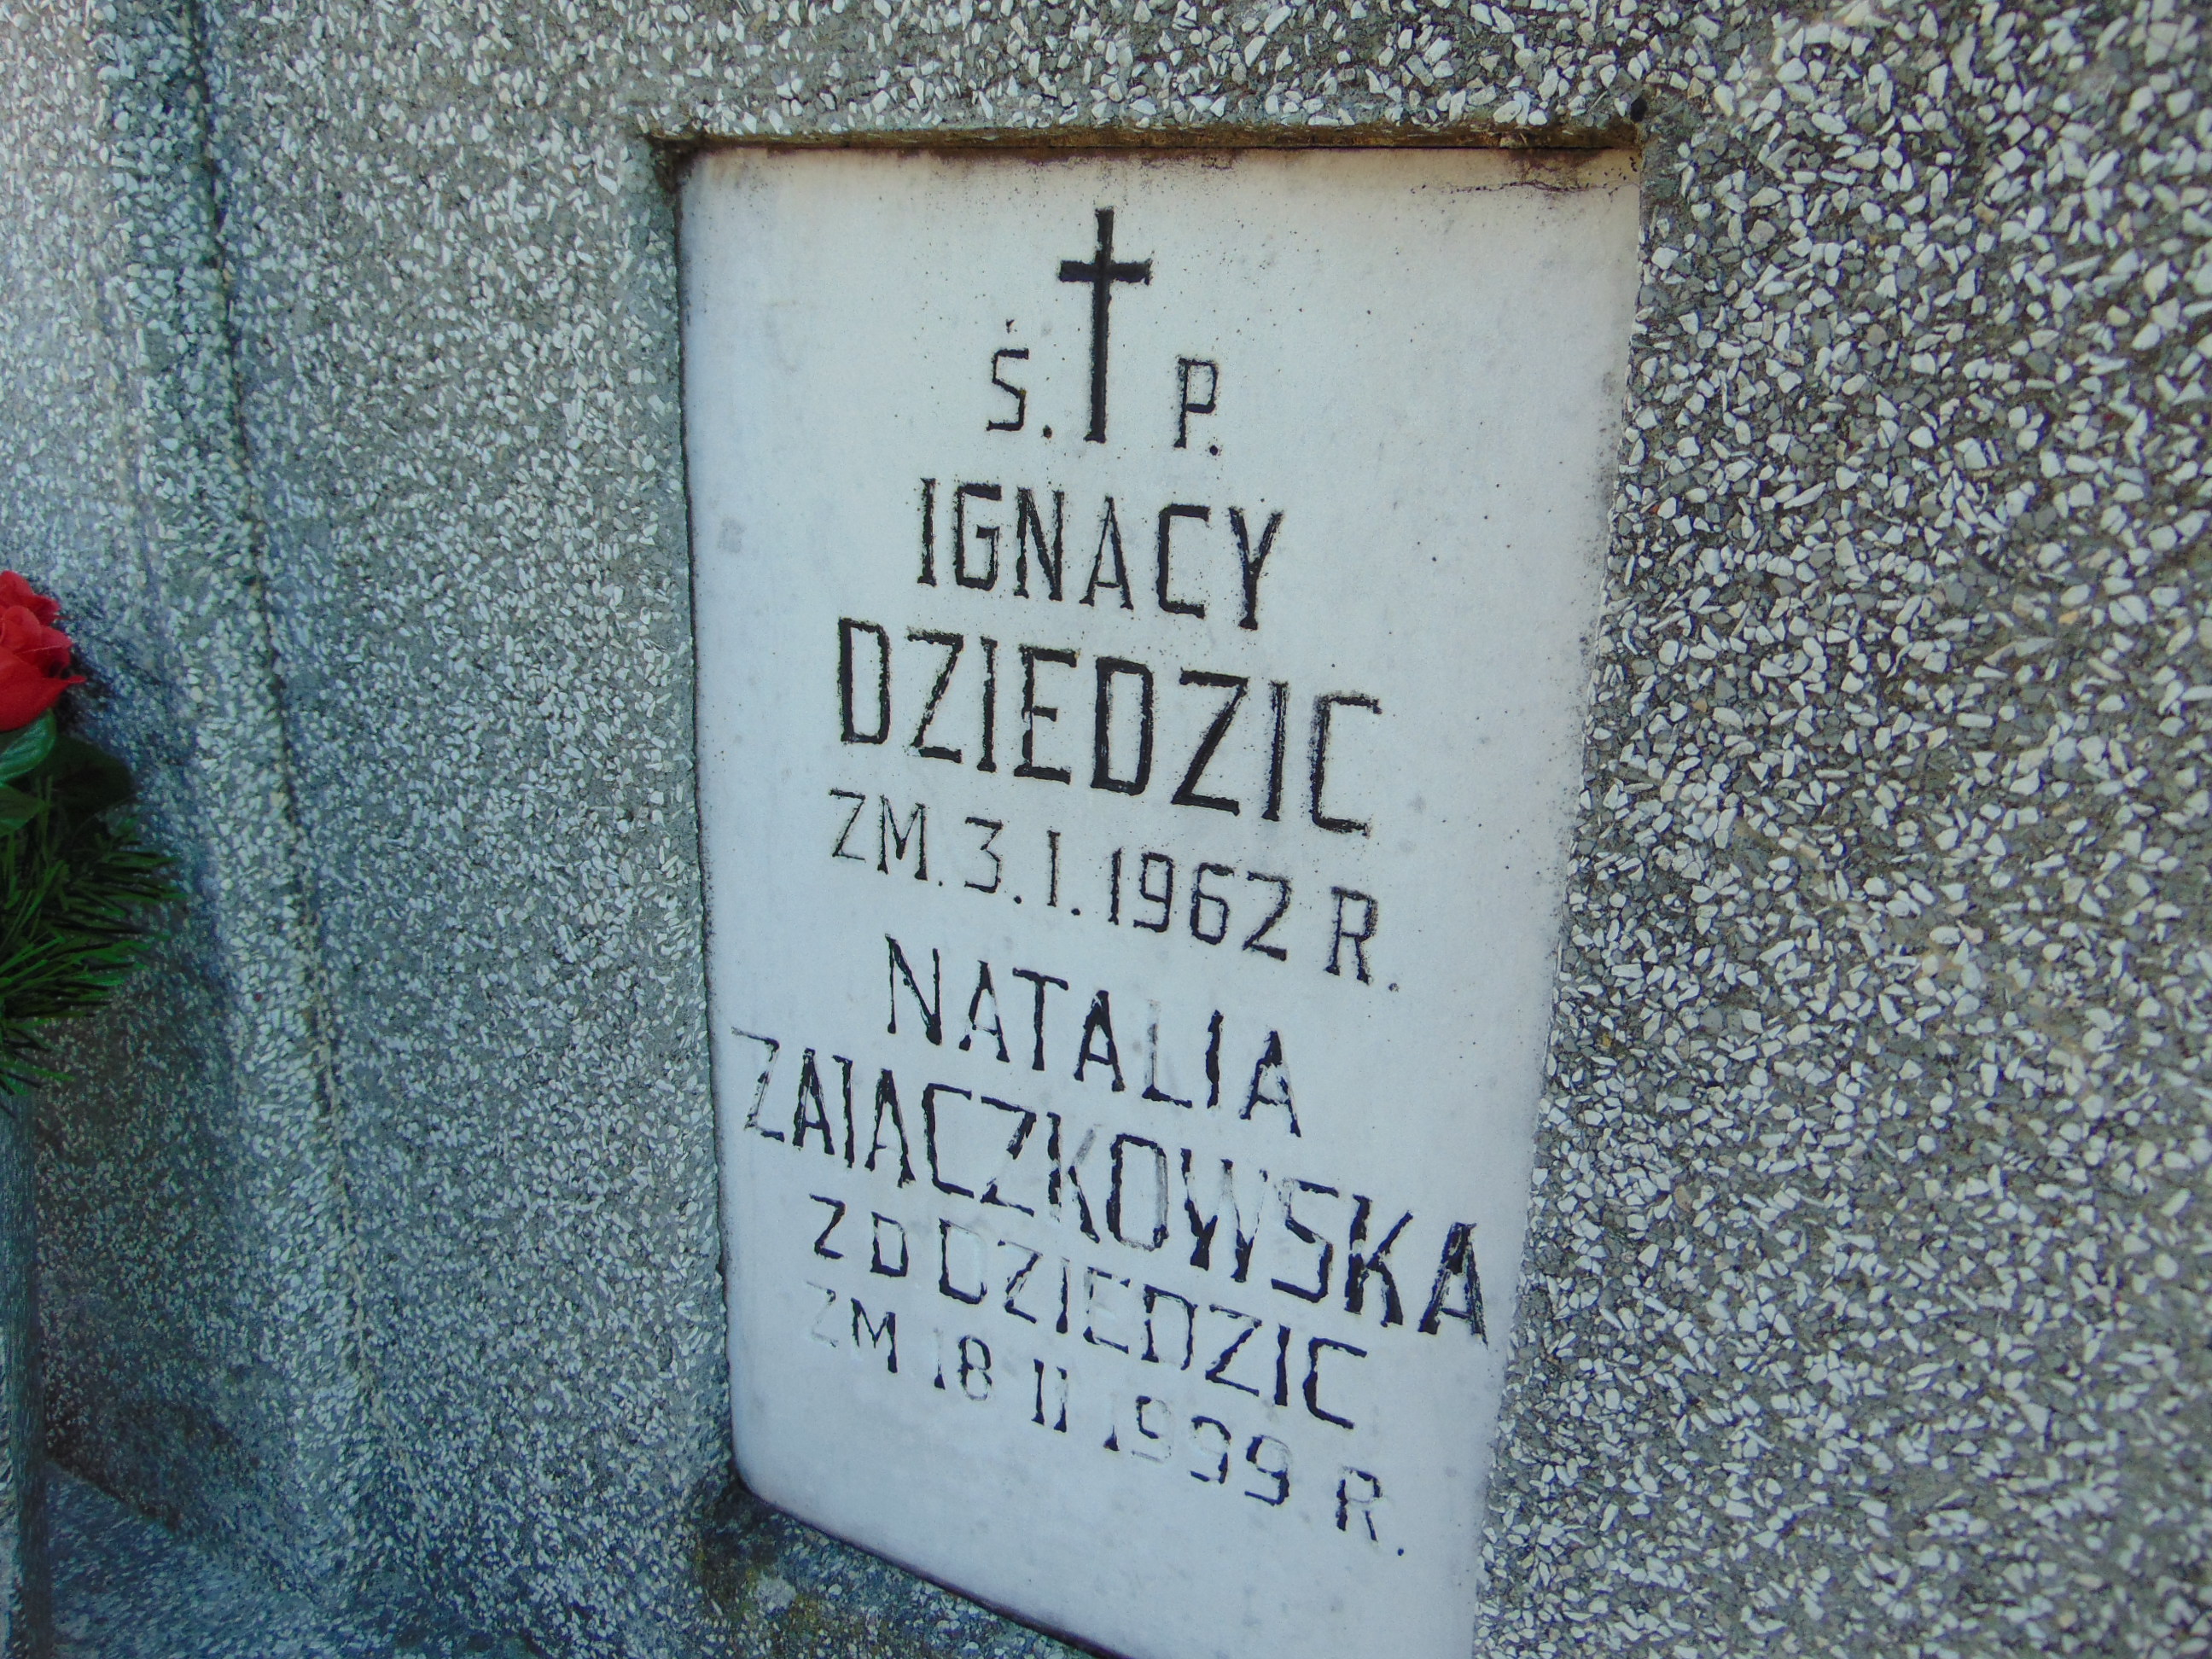 Ś. P.
IGNACY
DZIEDZIC
ZM. 3. I. 1962 R.
NATALIA
ZAIACZKOWSKA
Z D DZIEDZIC
ZM 18 II 1999 R.